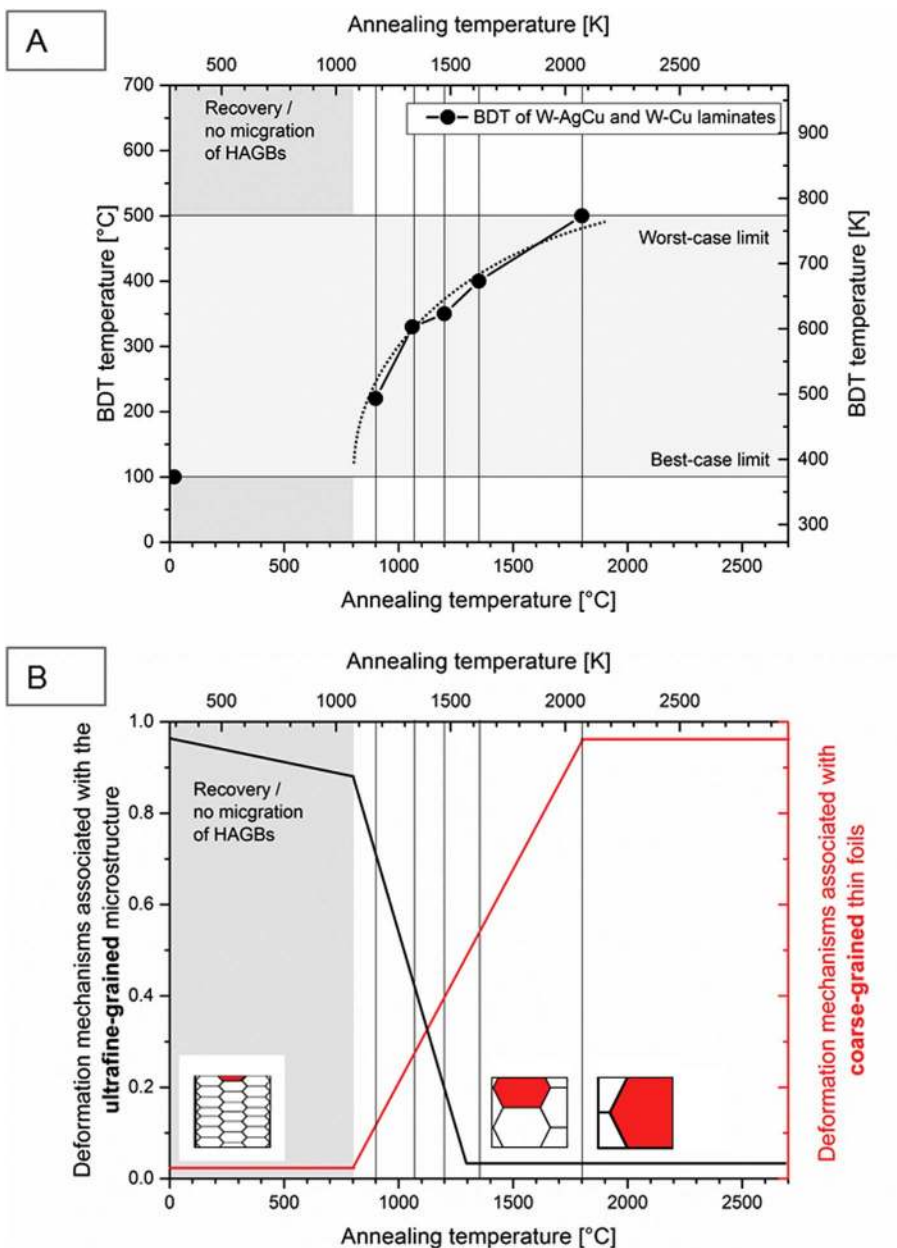 A
Annealing temperature [K]
500 1000 1500 2000 2500
700
600
500
400
300
200
100
0
BDT temperature [°C]
Recovery /
no micgration
of HAGBs
BDT of W-AgCu and W-Cu laminates
Worst-case limit
Best-case limit
900
800
700
600
500
400
300
BDT temperature [K]
0 500 1000 1500 2000 2500
Annealing temperature [°C]
B
Annealing temperature [K]
500 1000 1500 2000 2500
1.0
0.8
0.6
0.4
0.2
0.0
Deformation mechanisms associated with the
ultrafine-grained microstructure
Recovery /
no micgration
of HAGBs
Deformation mechanisms associated with
coarse-grained thin foils
0 500 1000 1500 2000 2500
Annealing temperature [°C]